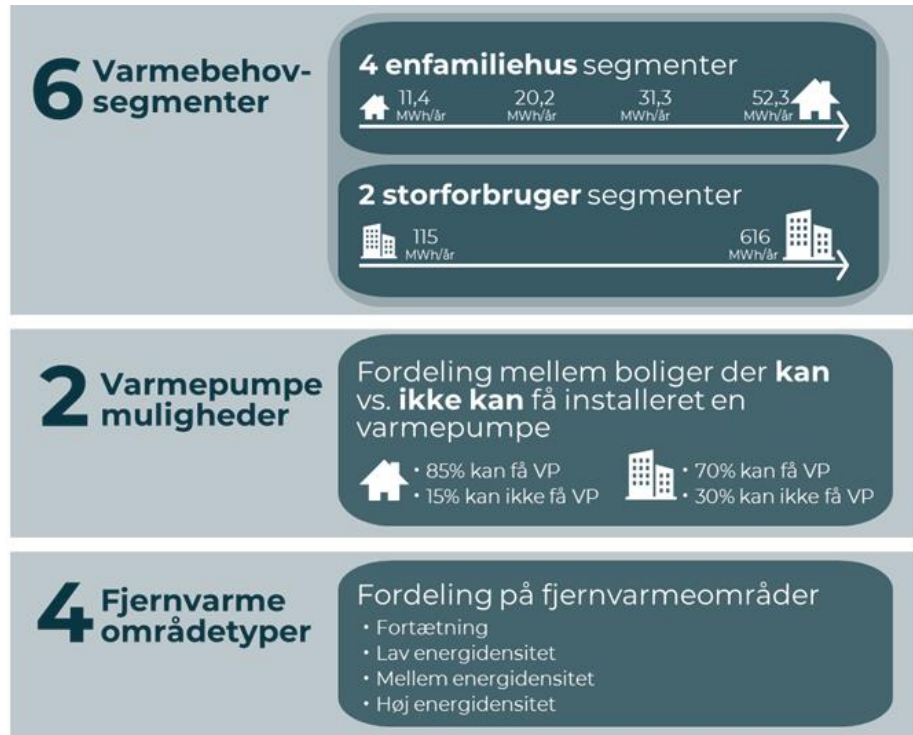 6 Varmebehov-
segmenter
4 enfamiliehus segmenter
11,4 20,2 31,3 52,3
MWh/år MWh/år MWh/år MWh/år
2 storforbruger segmenter
115 616
MWh/år MWh/år
2 Varmepumpe
muligheder
Fordeling mellem boliger der kan
vs. ikke kan få installeret en
varmepumpe
• 85% kan få VP
• 15% kan ikke få VP
• 70% kan få VP
• 30% kan ikke få VP
4 Fjernvarme
områdetyper
Fordeling på fjernvarmeområder
• Fortætning
• Lav energidensitet
• Mellem energidensitet
• Høj energidensitet